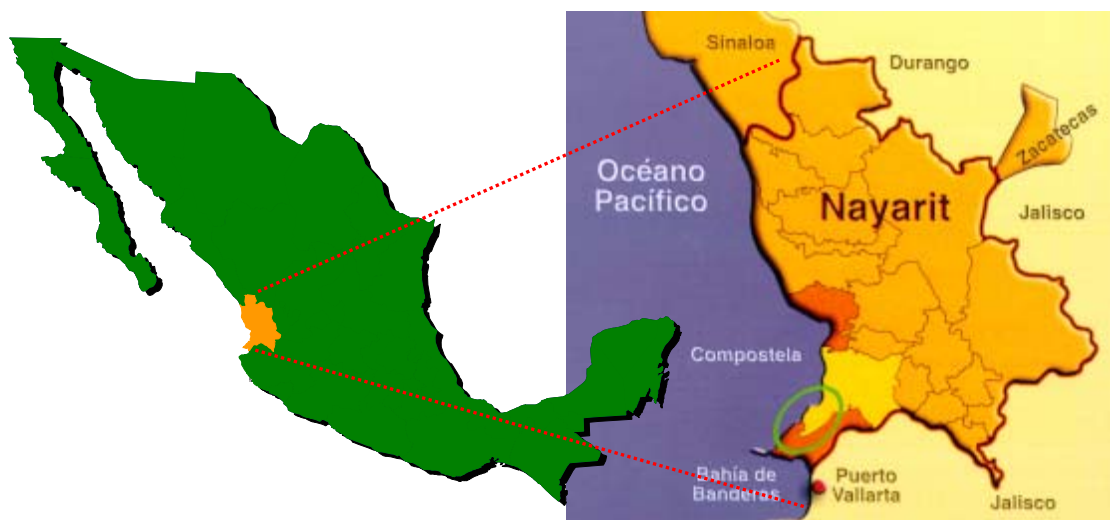 Sinaloa
Durango
Zacatecas
Océano
Pacífico
Nayarit
Jalisco
Compostela
Bahía de
Banderas
Puerto
Vallarta
Jalisco